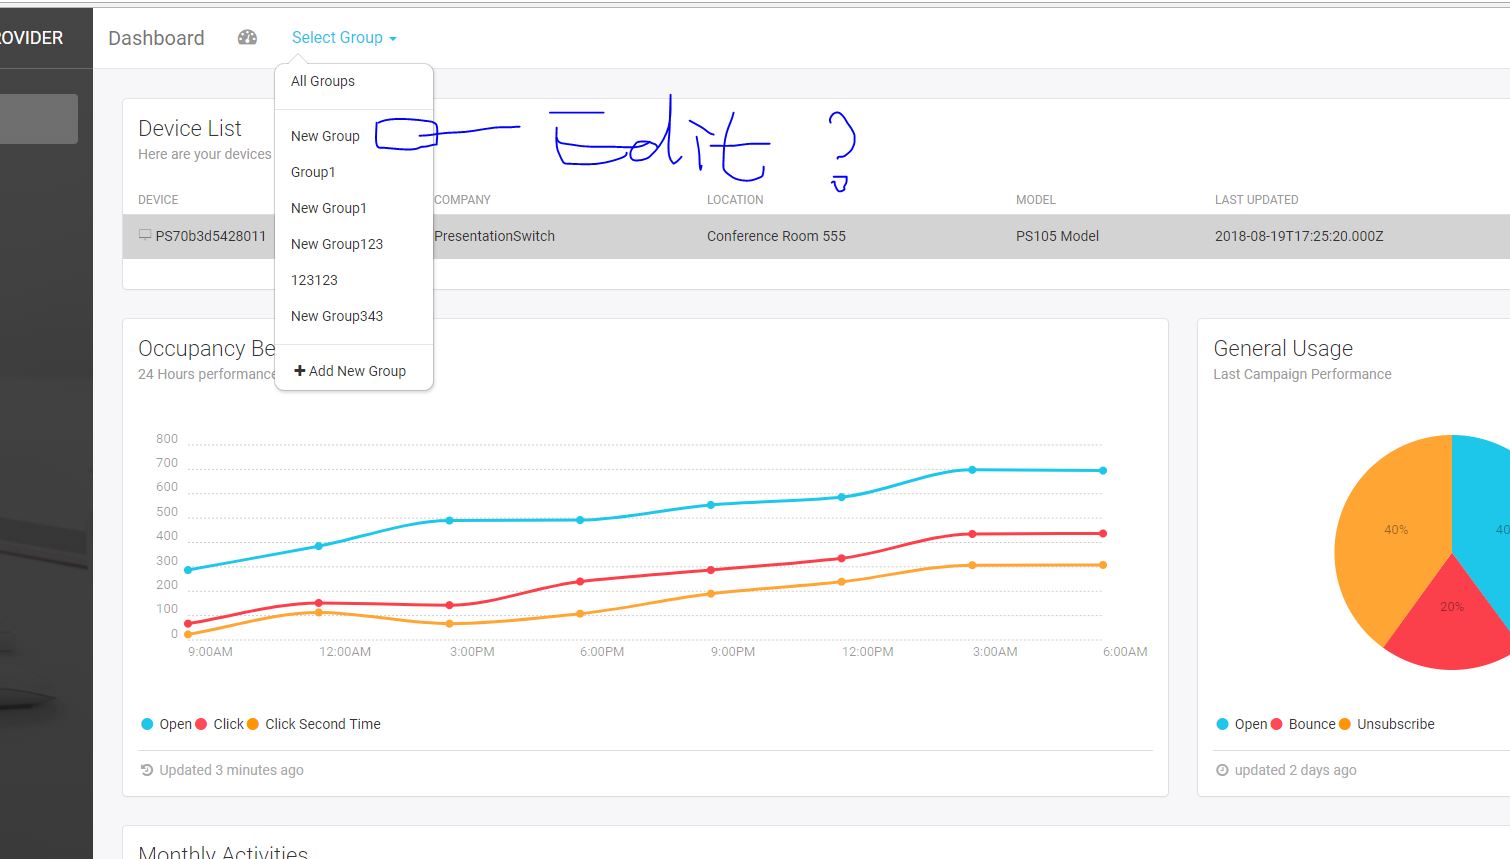 OVIDER
Dashboard
Select Group
All Groups
New Group
Group1
New Group1
New Group123
123123
New Group343
Add New Group
Edit ?
Device List
Here are your devices
DEVICE COMPANY LOCATION MODEL LAST UPDATED
PS70b3d5428011 PresentationSwitch Conference Room 555 PS105 Model 2018-08-19T17:25:20.000Z
Occupancy Be
24 Hours performance
800
700
600
500
400
300
200
100
0
9:00AM 12:00AM 3:00PM 6:00PM 9:00PM 12:00PM 3:00AM 6:00AM
Open Click Click Second Time
Updated 3 minutes ago
General Usage
Last Campaign Performance
40% 40
20%
Open Bounce Unsubscribe
updated 2 days ago
Monthly Activities